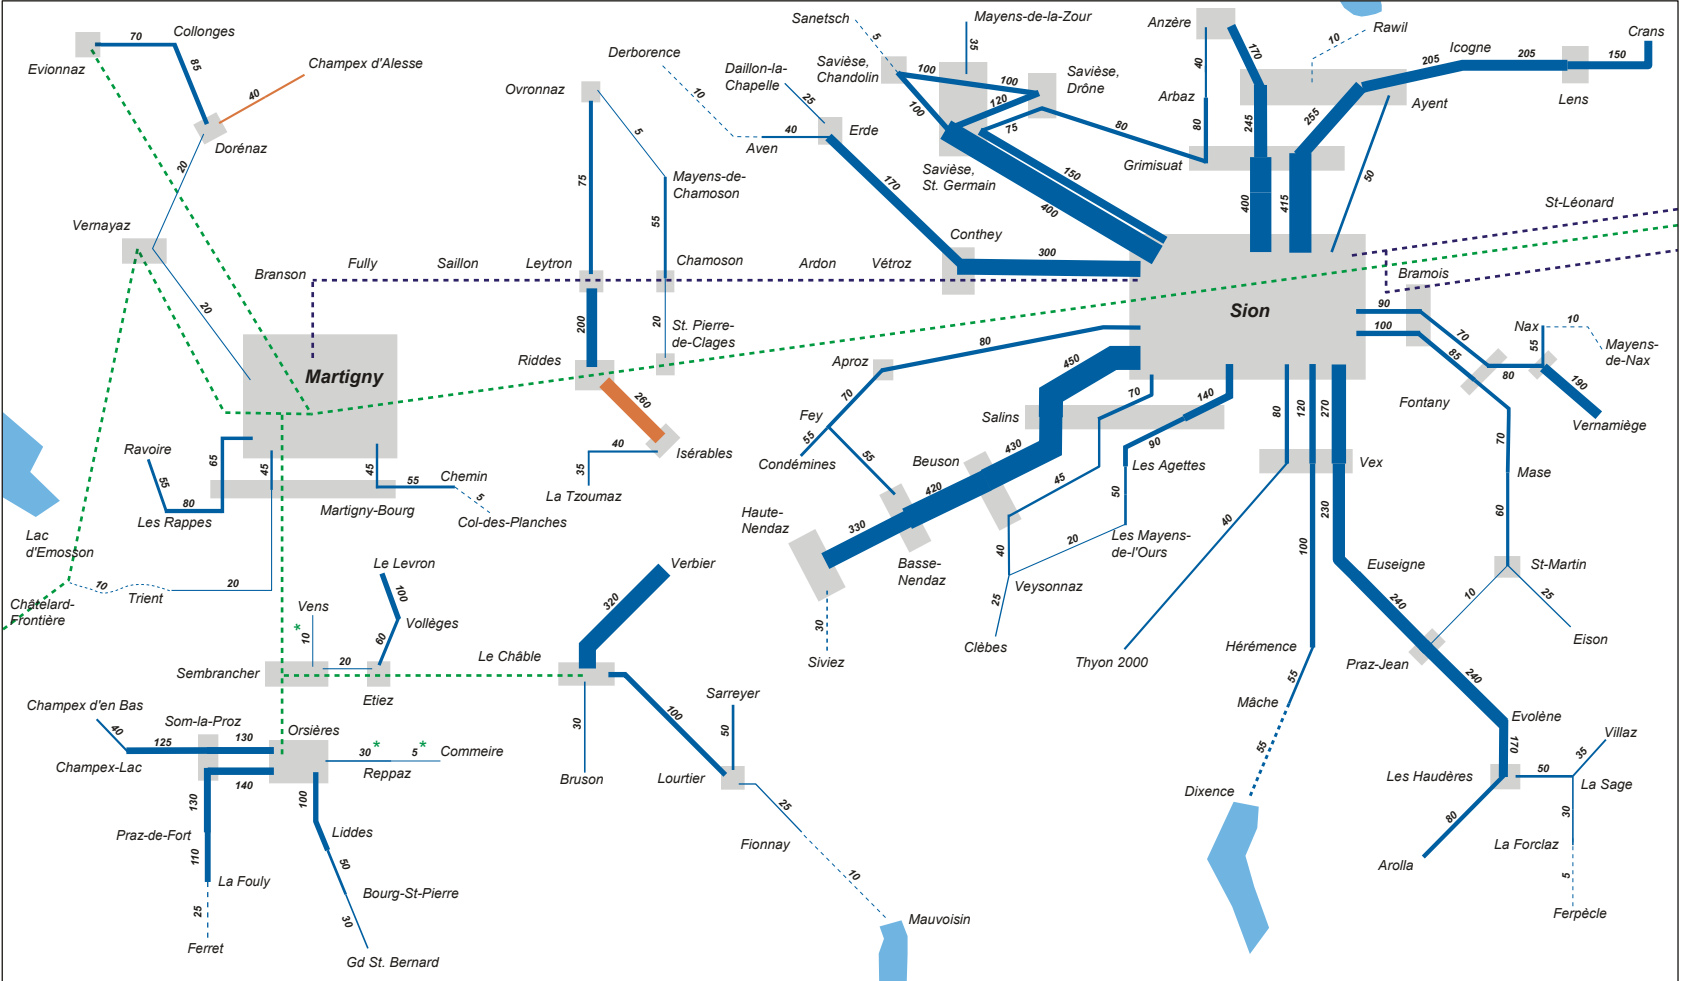 Sanetsch
Mayens-de-la-Zour
Anzère
Rawil
Crans
70
Collonges
5
35
170
10
Icogne
205
205
150
Evionnaz
85
Champex d'Alesse
Derborence
Daillon-la-
Chapelle
Savièse,
Chandolin
100
100
Savièse,
Drône
40
Lens
40
Ovronnaz
10
25
100
120
Arbaz
Ayent
Dorénaz
5
40
Aven
Erde
75
80
80
245
255
Grimisuat
20
75
Mayens-de-
Chamoson
170
Savièse,
St. Germain
150
400
50
Vernayaz
55
400
415
St-Léonard
Conthey
Branson
Fully
Saillon
Leytron
Chamoson
Ardon
Vétroz
300
Bramois
20
200
20
St. Pierre-
de-Clages
Sion
90
100
Martigny
Riddes
Aproz
80
450
70
85
Nax
55
10
Mayens-
de-Nax
80
190
Fontany
Vernamiège
260
70
Fey
55
Condémines
55
Salins
70
140
80
120
270
Ravoire
65
45
45
Chemin
40
Isérables
35
La Tzoumaz
430
Beuson
90
Les Agettes
Vex
70
Mase
55
80
Les Rappes
55
5
Martigny-Bourg
Col-des-Planches
420
45
50
Haute-
Nendaz
330
230
60
Lac
d'Emosson
40
20
Les Mayens-
de-l'Ours
40
100
Basse-
Nendaz
Euseigne
St-Martin
10
Trient
20
Le Levron
100
Verbier
Veysonnaz
240
10
25
Châtelard-
Frontière
Vens
*
10
Vollèges
320
25
Eison
60
30
Clèbes
Sembrancher
20
Etiez
Le Châble
Siviez
Thyon 2000
Hérémence
Praz-Jean
55
240
Champex d'en Bas
Sarreyer
Mâche
40
Som-la-Proz
Orsières
100
50
Evolène
Villaz
125
130
30
55
170
35
Champex-Lac
30
*
5
*
Commeire
Reppaz
Bruson
Lourtier
Les Haudères
50
La Sage
140
Dixence
130
100
25
80
30
Praz-de-Fort
Liddes
Fionnay
La Forclaz
110
50
Arolla
La Fouly
Bourg-St-Pierre
10
5
25
30
Mauvoisin
Ferpècle
Ferret
Gd St. Bernard